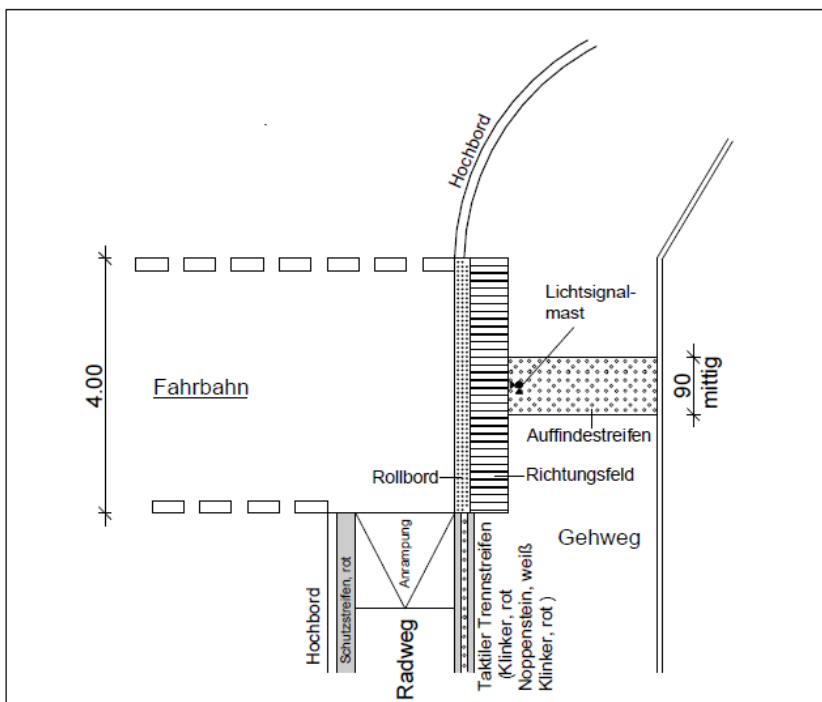 Hochbord
Lichtsignal-
mast
4.00
Fahrbahn
90
mittig
Auffindestreifen
Rollbord
Richtungsfeld
Gehweg
Hochbord
Schutzstreifen, rot
Anrampung
Radweg
Taktiler Trennstreifen
(Klinker, rot
Noppenstein, weiß
Klinker, rot )